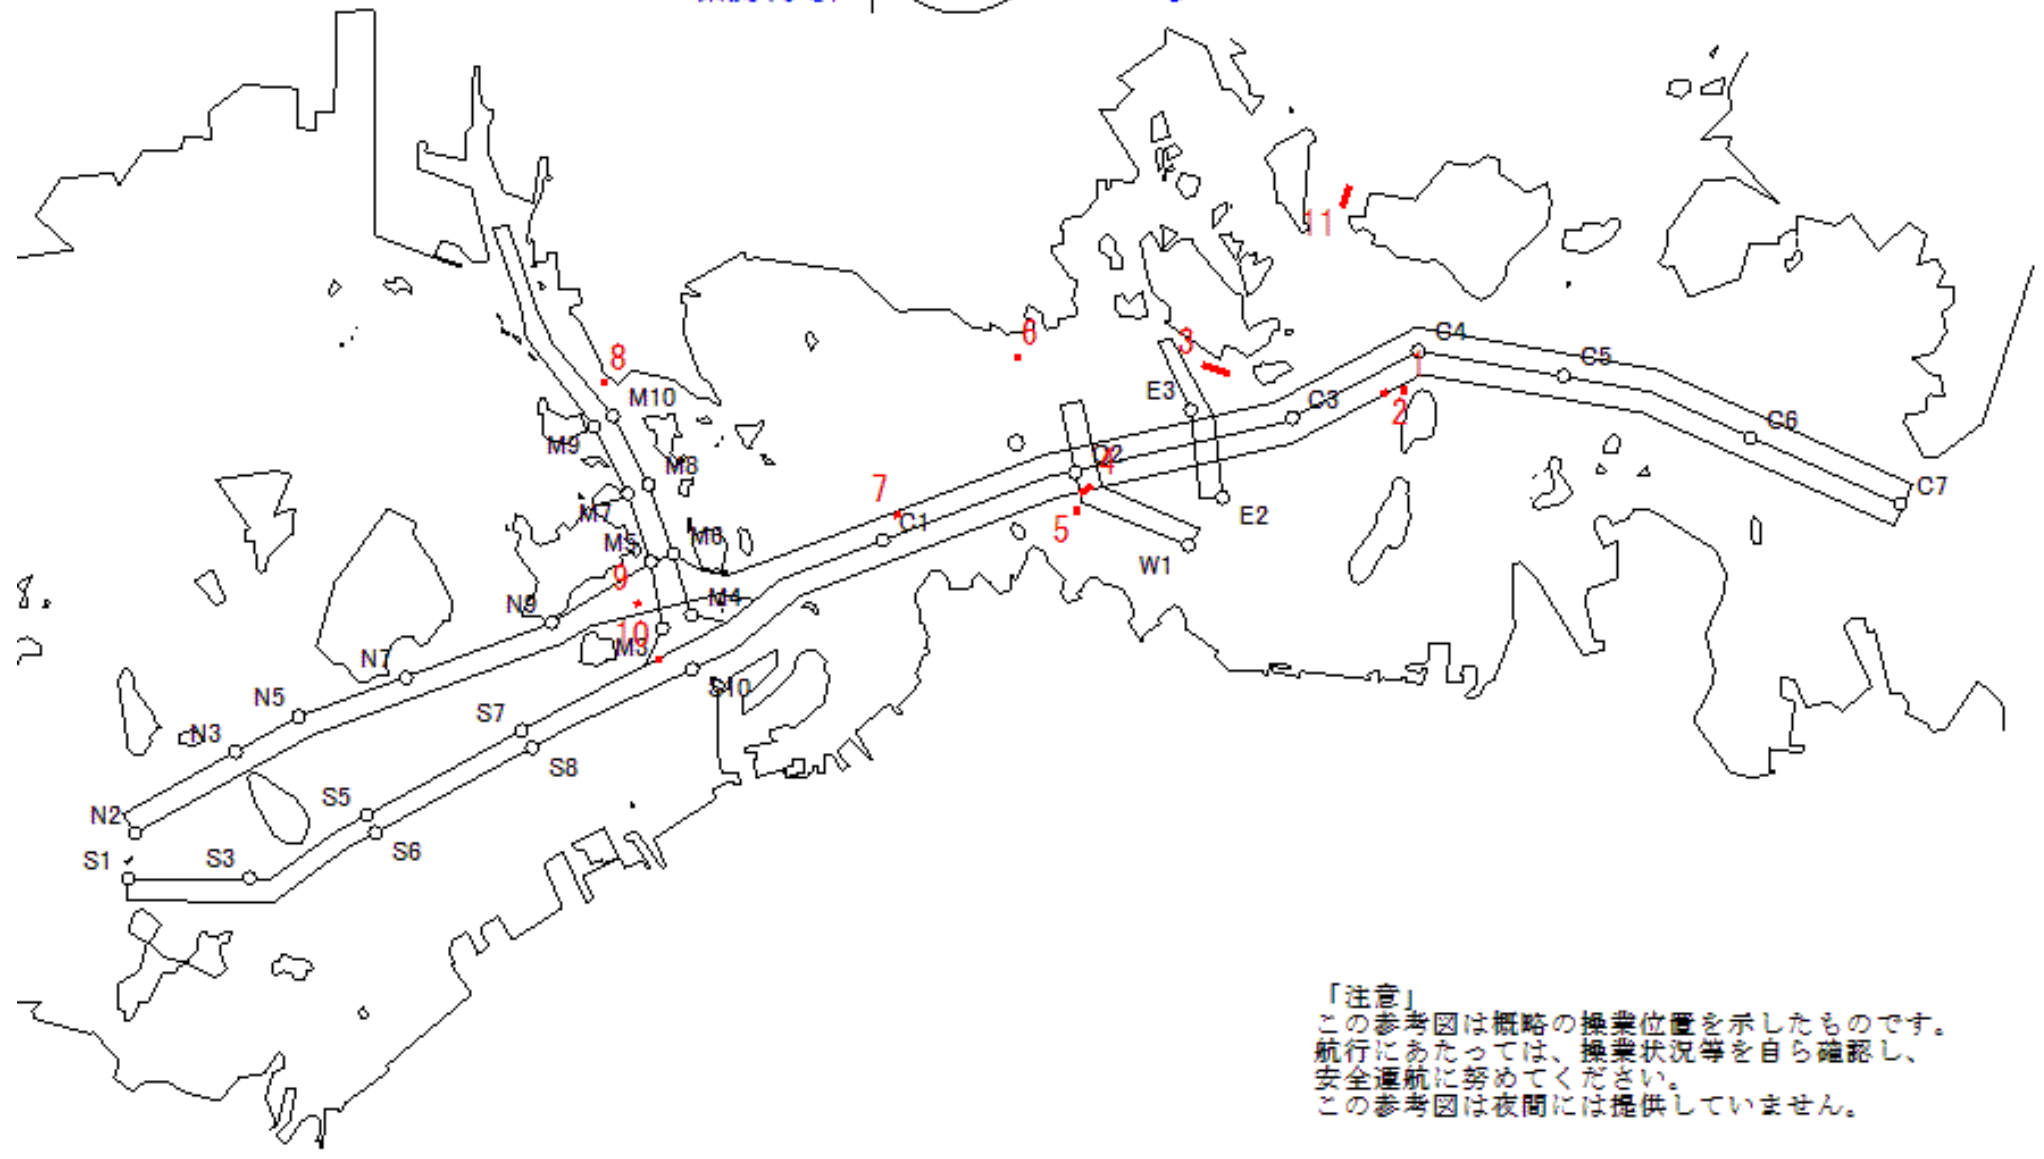 11
6
3
8
C4
1
C5
E3
M10
2
C3
C6
M9
M8
4
C7
7
M7
5
E2
C1
M5
M6
W1
9
N9
M4
10
M3
N7
S10
N5
S7
N3
S8
S5
N2
S6
S1
S3
「注意」
この参考図は概略の操業位置を示したものです。
航行にあたっては、操業状況等を自ら確認し、
安全運航に努めてください。
この参考図は夜間には提供していません。